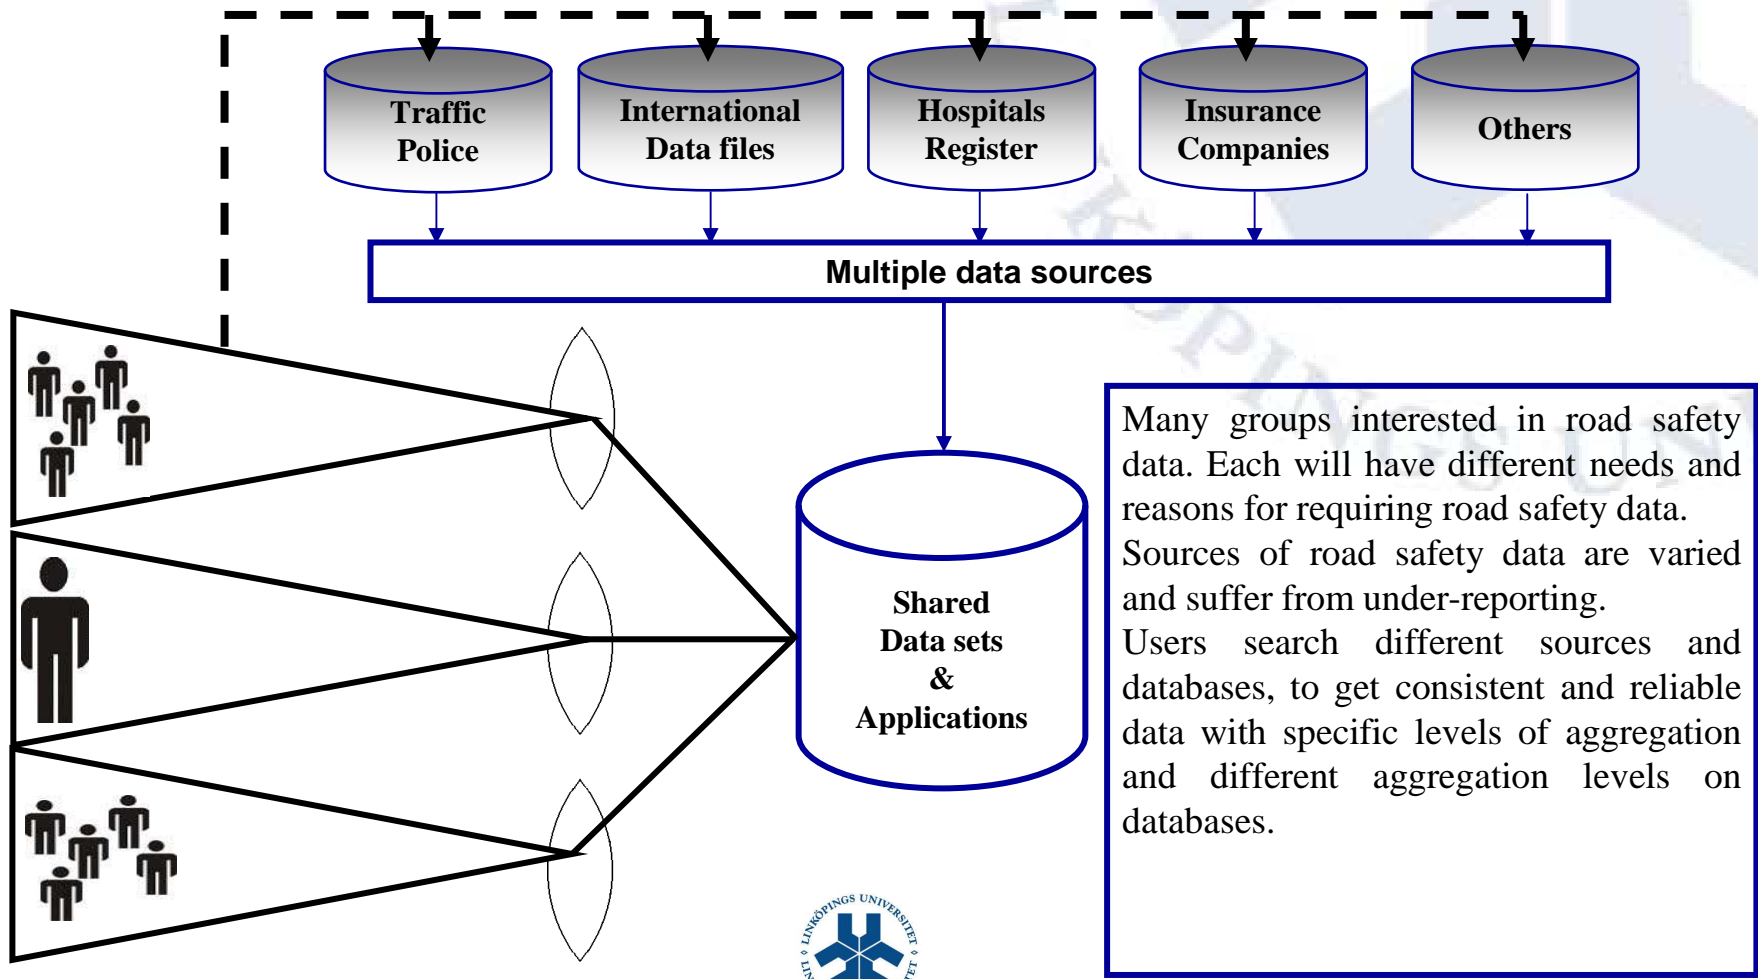 Traffic
Police
International
Data files
Hospitals
Register
Insurance
Companies
Others
Multiple data sources
Shared
Data sets
&
Applications
Many groups interested in road safety
data. Each will have different needs and
reasons for requiring road safety data.
Sources of road safety data are varied
and suffer from under-reporting.
Users search different sources and
databases, to get consistent and reliable
data with specific levels of aggregation
and different aggregation levels on
databases.
LINKÖPINGS UNIVERSITET